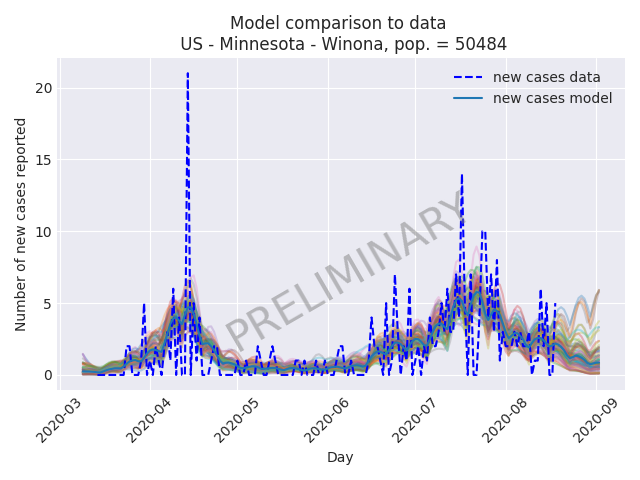 Model comparison to data
US - Minnesota - Winona, pop. = 50484
new cases data
new cases model
PRELIMINARY
Number of new cases reported
20
15
10
5
0
2020-03
2020-04
2020-05
2020-06
2020-07
2020-08
2020-09
Day